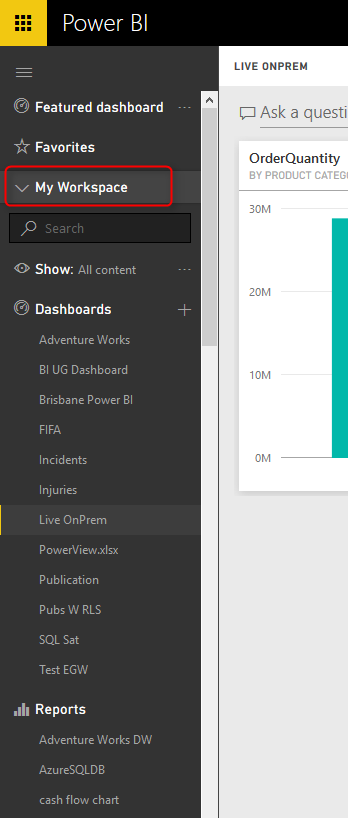 Power BI
LIVE ONPREM
Featured dashboard ...
Favorites
My Workspace
Search
Show: All content ...
Dashboards +
Adventure Works
BI UG Dashboard
Brisbane Power BI
FIFA
Incidents
Injuries
Live OnPrem
PowerView.xlsx
Publication
Pubs W RLS
SQL Sat
Test EGW
Reports
Adventure Works DW
AzureSQLDB
cash flow chart
Ask a questi
OrderQuantity
BY PRODUCT CATEG
30M
20M
10M
0M